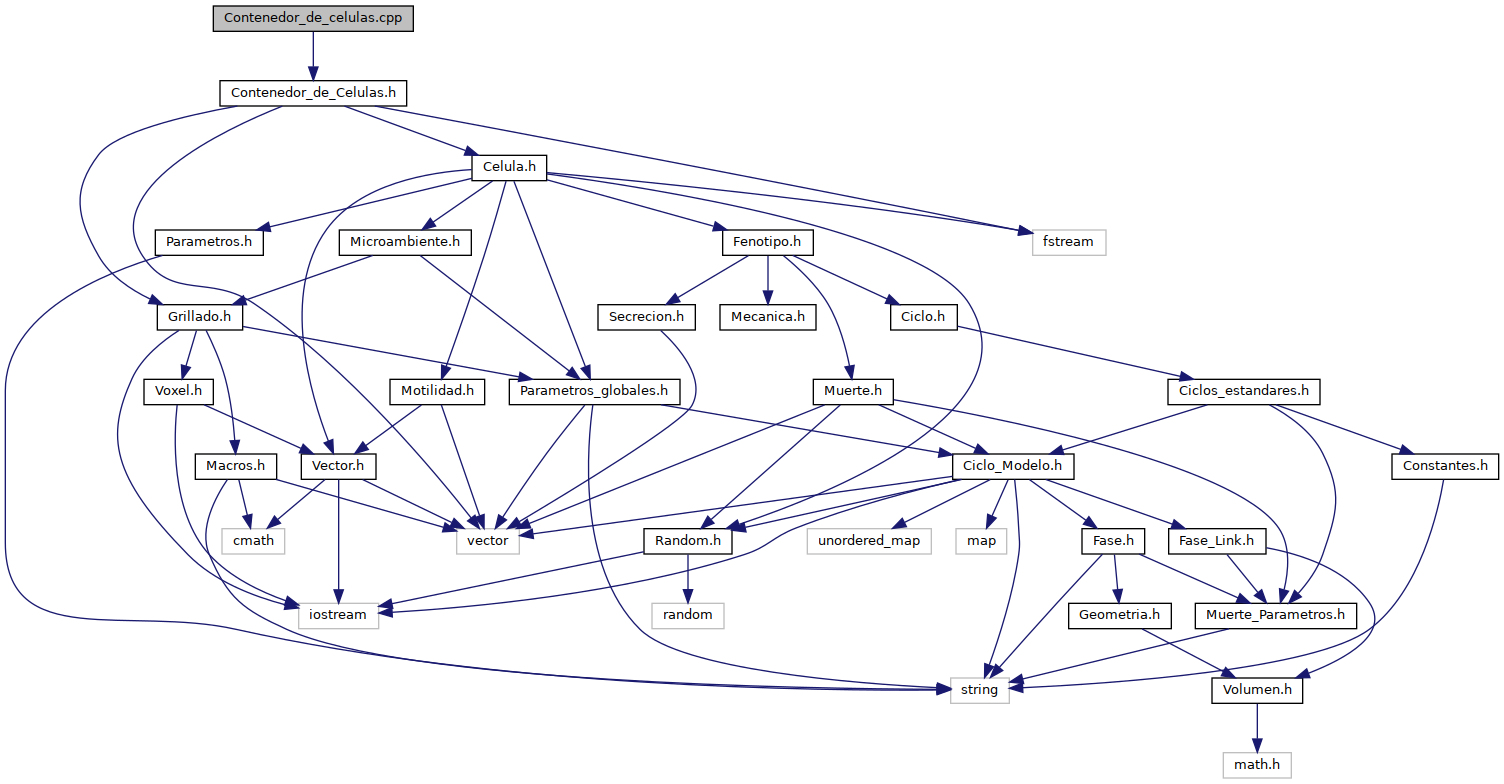 Contenedor_de_celulas.cpp
Contenedor_de_Celulas.h
Celula.h
Parametros.h
Microambiente.h
Fenotipo.h
fstream
Grillado.h
Secrecion.h
Mecanica.h
Ciclo.h
Voxel.h
Motilidad.h
Parametros_globales.h
Muerte.h
Ciclos_estandares.h
Macros.h
Vector.h
Ciclo_Modelo.h
Constantes.h
cmath
vector
Random.h
unordered_map
map
Fase.h
Fase_Link.h
iostream
random
Geometria.h
Muerte_Parametros.h
string
Volumen.h
math.h